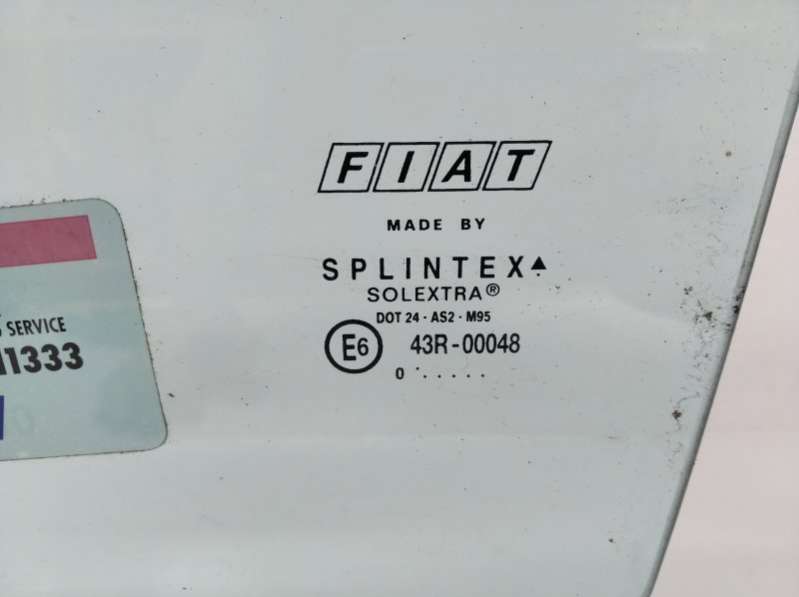 FIAT
MADE BY
SPLINTEX
SOLEXTRA®
DOT 24 - AS2 - M95
E6 43R-00048
0 . . . . . .
SERVICE
1333